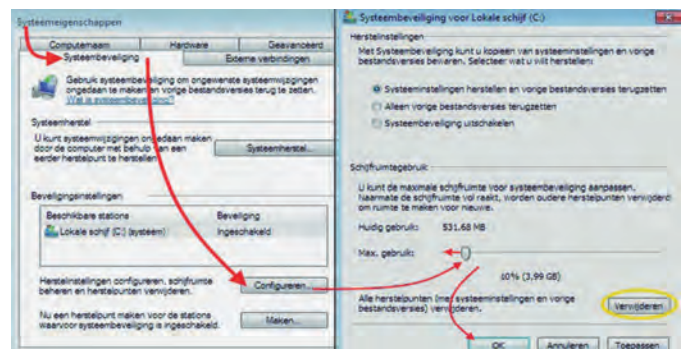 Systeemeigenschappen
Computernaam
Hardware
Geavanceerd
Systeembeveiliging
Externe verbindingen
Gebruik systeembeveiliging om ongewenste systeemwijzigingen
ongedaan te maken en vorige bestandsversies terug te zetten.
Wat is systeembeveiliging?
Systeemherstel
U kunt systeemwijzigingen ongedaan maken
door de computer met behulp van een
eerder herstelpunt te herstellen.
Systeemherstel...
Beveiligingsinstellingen
Beschikbare stations
Beveiliging
Lokale schijf (C:) (systeem)
Ingeschakeld
Herstelinstellingen configureren, schijfruimte
beheren en herstelpunten verwijderen.
Configureren...
Nu een herstelpunt maken voor de stations
waarvoor systeembeveiliging is ingeschakeld.
Maken...
Systeembeveiliging voor Lokale schijf (C:)
Herstelinstellingen
Met Systeembeveiliging kunt u kopieen van systeeminstellingen en vorige
bestandsversies bewaren. Selecteer wat u wilt herstellen:
Systeeminstellingen herstellen en vorige bestandsversies terugzetten
Alleen vorige bestandsversies terugzetten
Systeembeveiliging uitschakelen
Schijfruimtegebruik
U kunt de maximale schijfruimte voor systeembeveiliging aanpassen.
Naarmate de schijfruimte vol raakt, worden oudere herstelpunten verwijderd
om ruimte te maken voor nieuwe.
Huidig gebruik: 531.68 MB
Max. gebruik:
10% (3,99 GB)
Alle herstelpunten (incl. systeeminstellingen en vorige
bestandsversies) verwijderen.
Verwijderen
OK
Annuleren
Toepassen